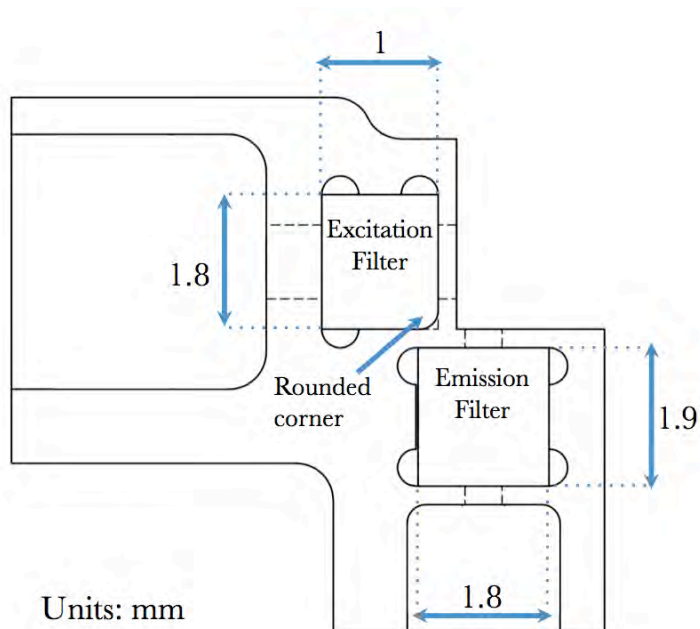 1
Excitation
Filter
1.8
Rounded
corner
Emission
Filter
1.9
1.8
Units: mm